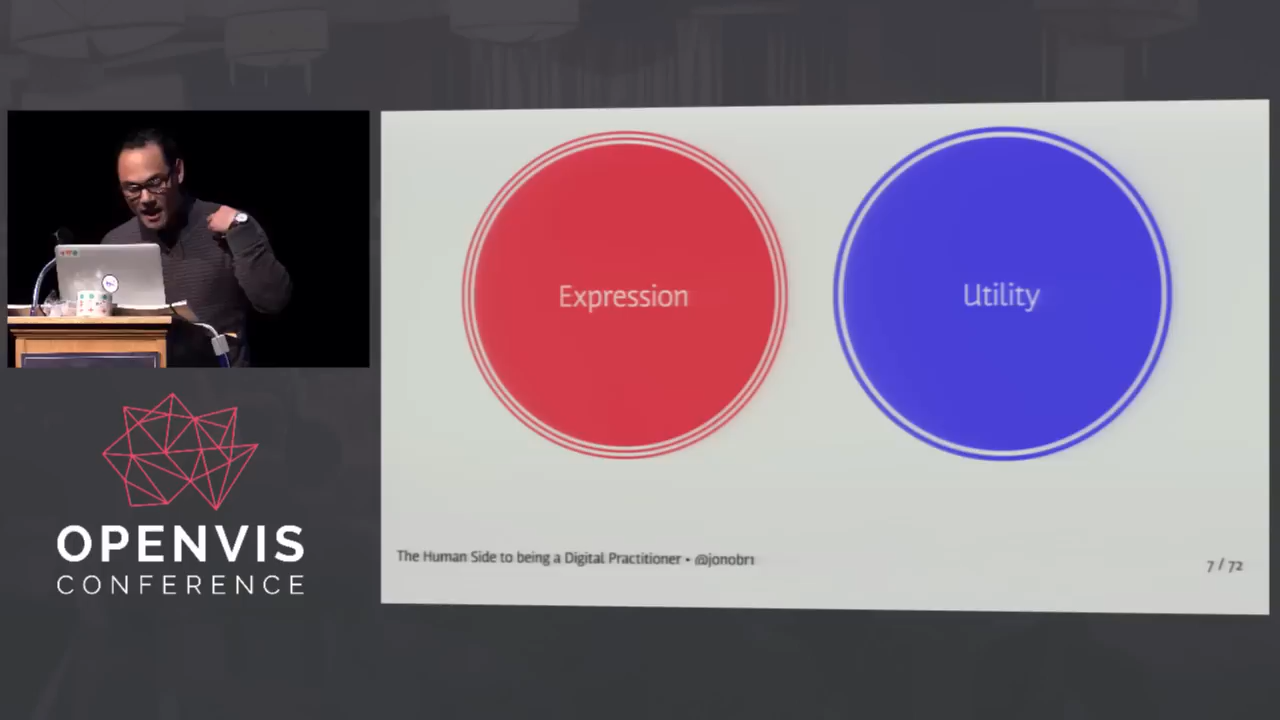 Expression
Utility
OPENVIS
CONFERENCE
The Human Side to being a Digital Practitioner • @jonobr1
7 / 72